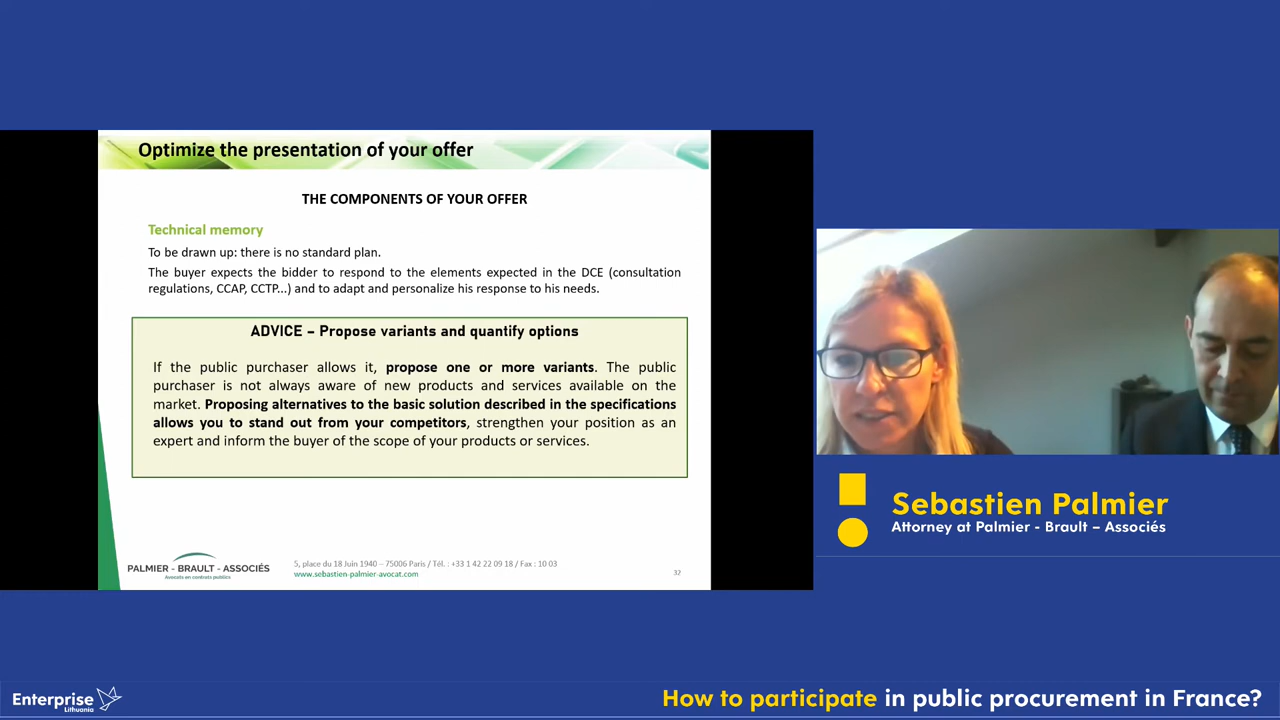 Optimize the presentation of your offer
THE COMPONENTS OF YOUR OFFER
Technical memory
To be drawn up: there is no standard plan.
The buyer expects the bidder to respond to the elements expected in the DCE (consultation
regulations, CCAP, CCTP...) and to adapt and personalize his response to his needs.
ADVICE – Propose variants and quantify options
If the public purchaser allows it, propose one or more variants. The public
purchaser is not always aware of new products and services available on the
market. Proposing alternatives to the basic solution described in the specifications
allows you to stand out from your competitors, strengthen your position as an
expert and inform the buyer of the scope of your products or services.
PALMIER - BRAULT - ASSOCIÉS
Avocats en contrats publics
5, place du 18 Juin 1940 – 75006 Paris / Tél. : +33 1 42 22 09 18 / Fax : 10 03
www.sebastien-palmier-avocat.com
32
Sebastien Palmier
Attorney at Palmier - Brault – Associés
Enterprise
Lithuania
How to participate in public procurement in France?